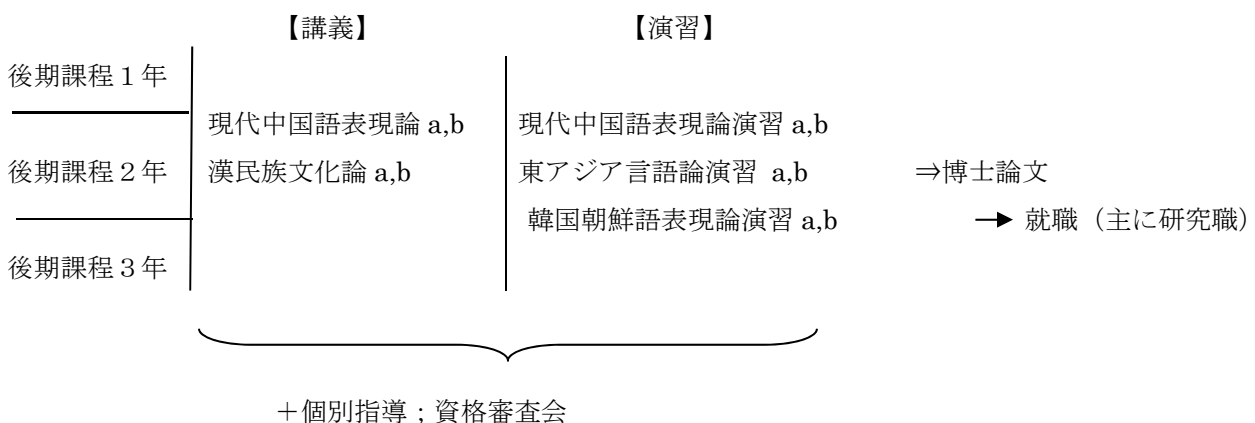 【講義】 【演習】
後期課程１年
現代中国語表現論 a,b 現代中国語表現論演習 a,b
後期課程２年 漢民族文化論 a,b 東アジア言語論演習 a,b ⇒博士論文
韓国朝鮮語表現論演習 a,b → 就職（主に研究職）
後期課程３年
＋個別指導；資格審査会